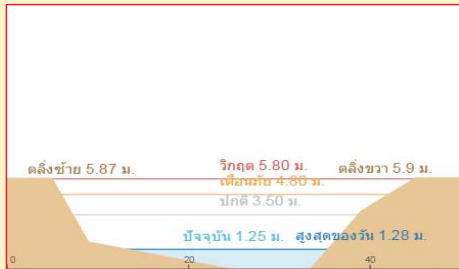 ตลิ่งซ้าย 5.87 ม. วิกฤต 5.80 ม. ตลิ่งขวา 5.9 ม.
เตือนภัย 4.80 ม.
ปกติ 3.50 ม.
ปัจจุบัน 1.25 ม. สูงสุดของวัน 1.28 ม.
0 20 40